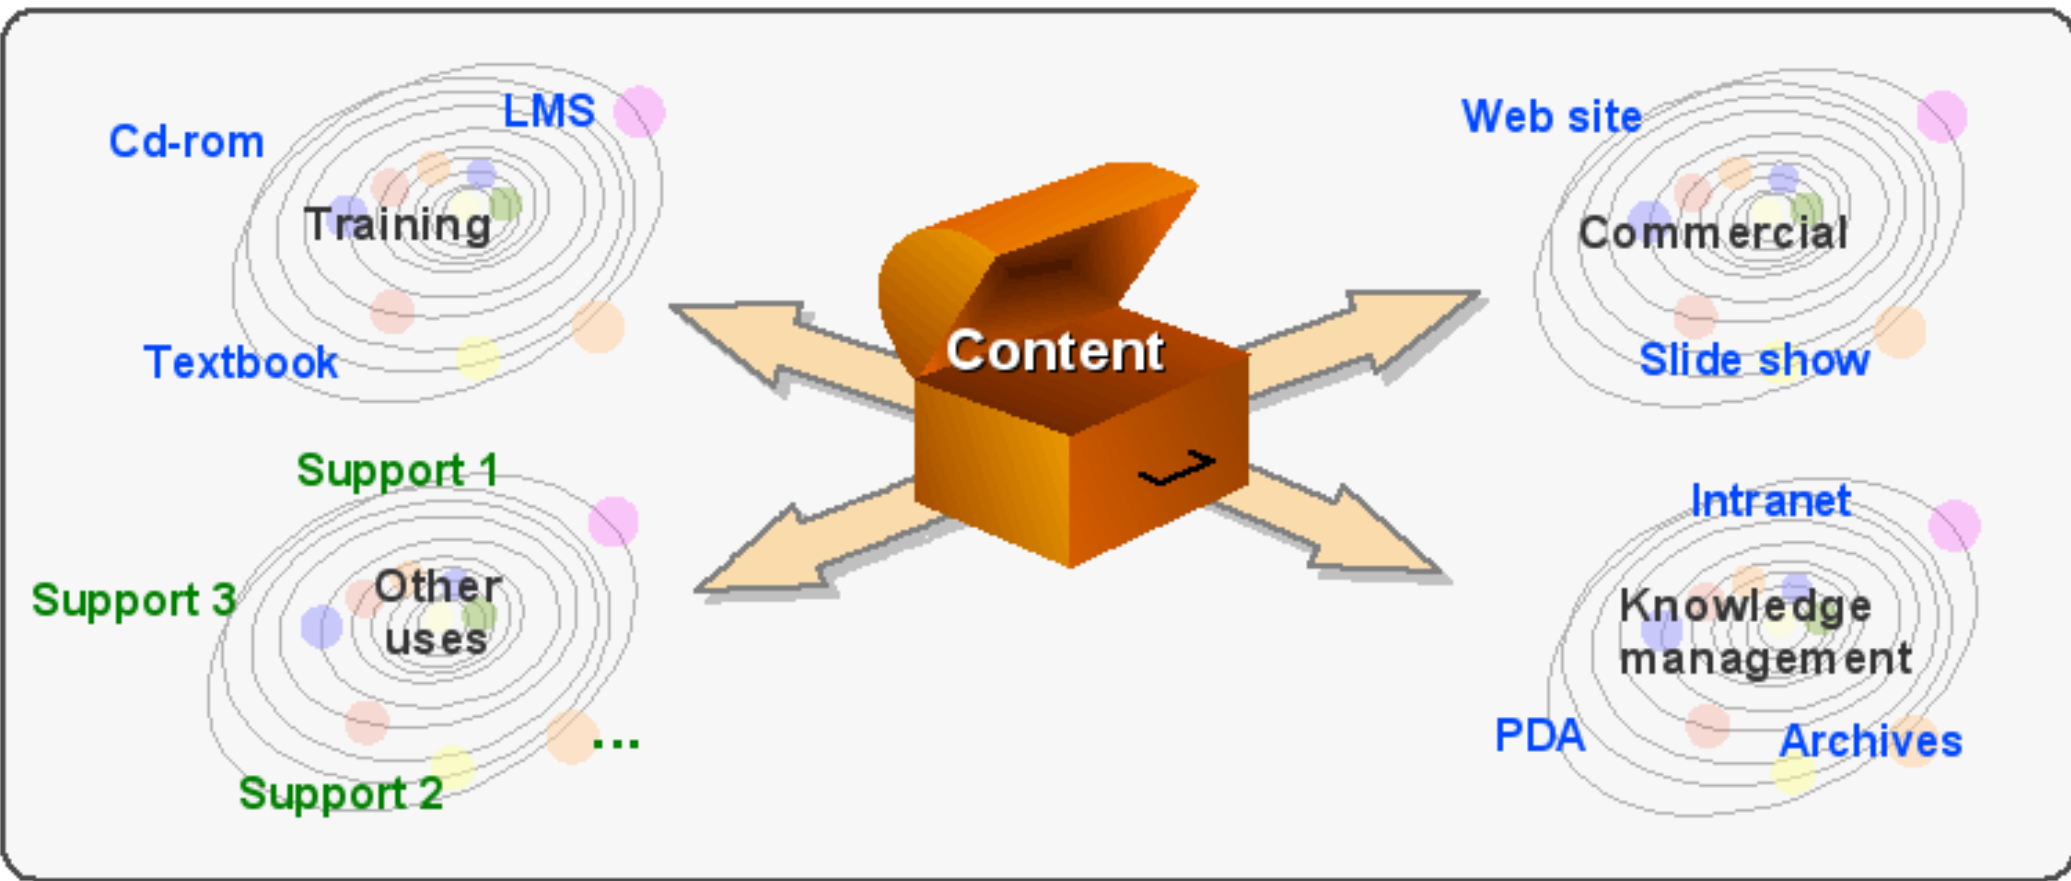 Cd-rom
LMS
Training
Textbook
Web site
Commercial
Slide show
Content
Support 1
Support 3
Other
uses
Support 2
...
Intranet
Knowledge
management
PDA
Archives